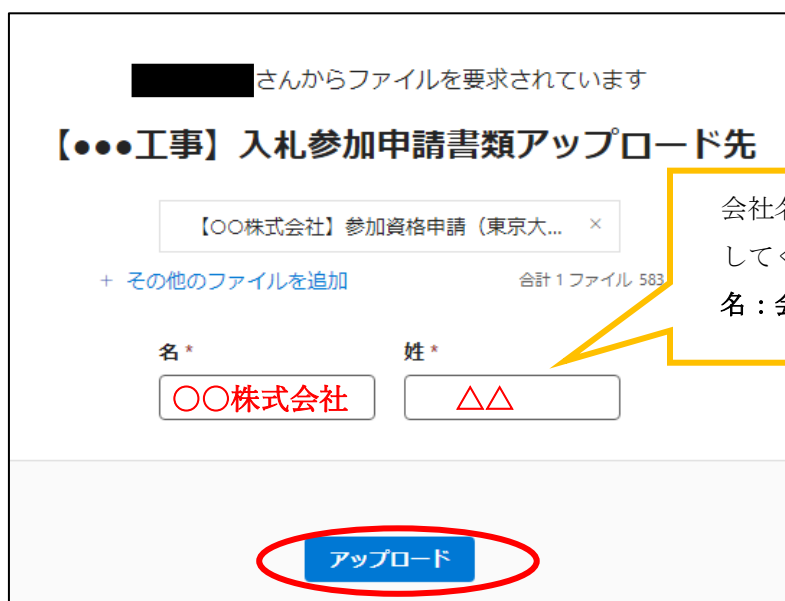 さんからファイルを要求されています
【●●●工事】入札参加申請書類アップロード先
【○○株式会社】参加資格申請（東京大... ×
+ その他のファイルを追加
合計 1 ファイル 583
会社名
してく
名：会
名 *
姓 *
○○株式会社
△△
アップロード